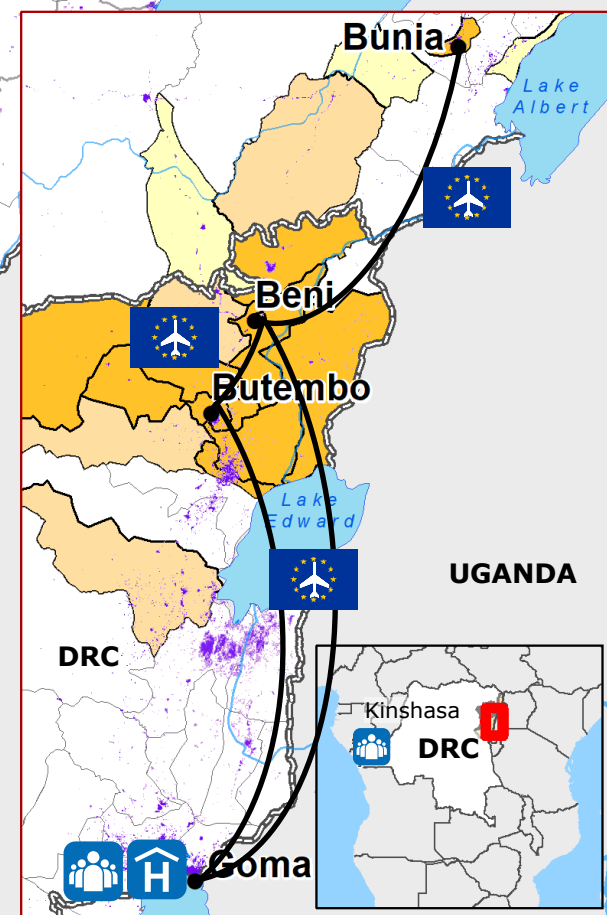 Bunia
Lake
Albert
Beni
Butembo
Lake
Edward
UGANDA
DRC
Kinshasa
DRC
H
Goma